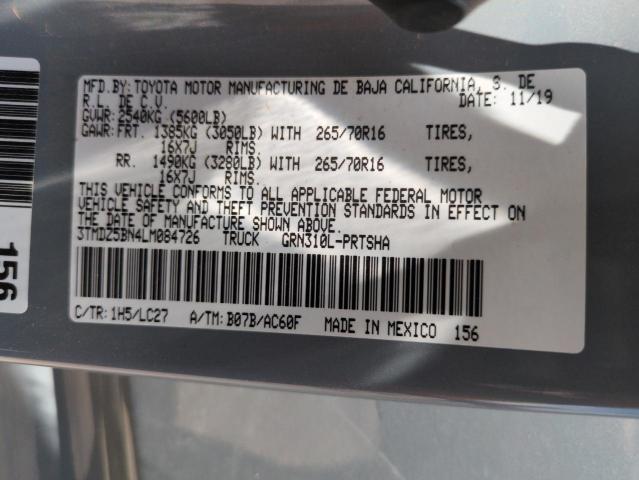 MFD.BY: TOYOTA MOTOR MANUFACTURING DE BAJA CALIFORNIA, S. DE
R.L. DE C.V. DATE: 11/19
GVWR: 2540KG (5600LB)
GAWR: FRT. 1385KG (3050LB) WITH 265/70R16 TIRES,
16X7J RIMS.
RR. 1490KG (3280LB) WITH 265/70R16 TIRES,
16X7J RIMS.
THIS VEHICLE CONFORMS TO ALL APPLICABLE FEDERAL MOTOR
VEHICLE SAFETY AND THEFT PREVENTION STANDARDS IN EFFECT ON
THE DATE OF MANUFACTURE SHOWN ABOVE.
3TMDZ5BN4LM084726 TRUCK GRN310L-PRTSHA
C/TR: 1H5/LC27 A/TM: B07B/AC60F MADE IN MEXICO 156
156